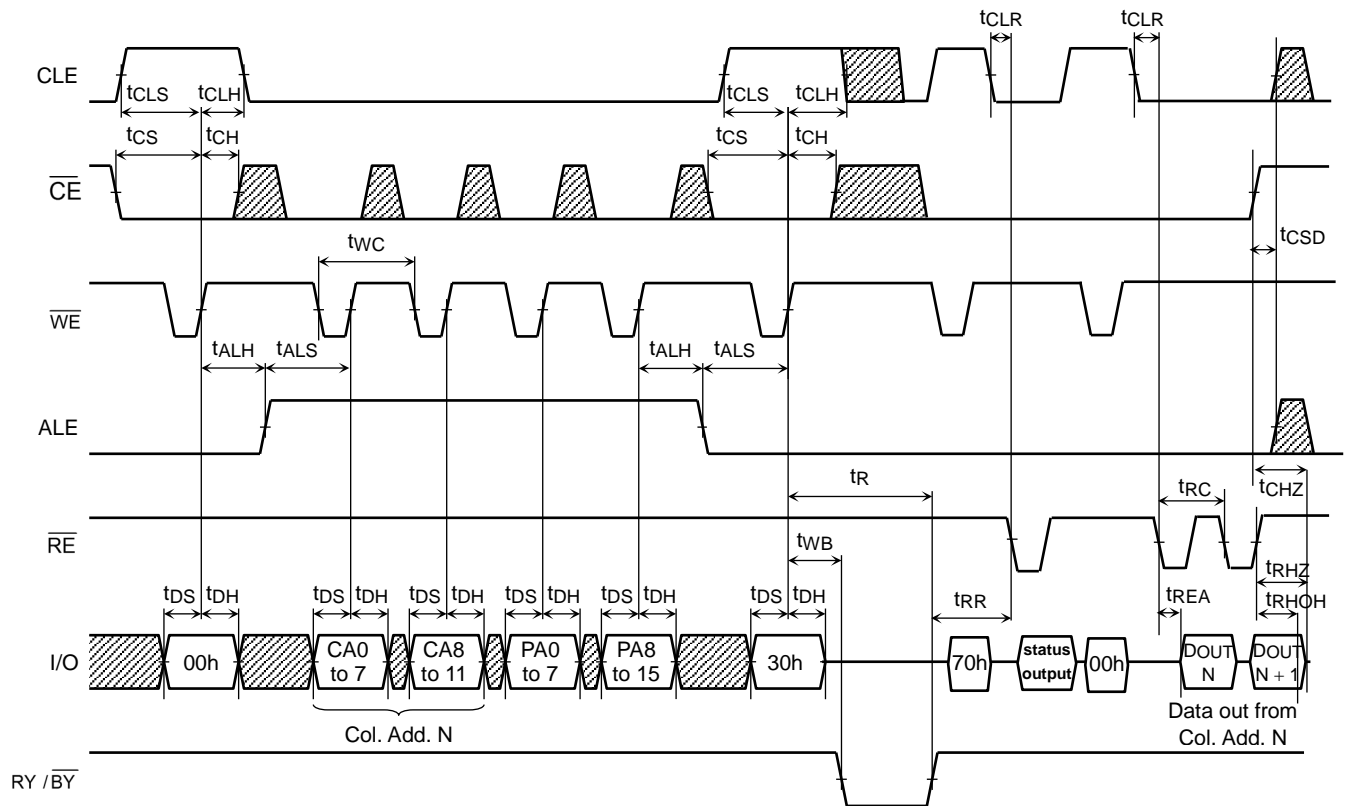 tCLR tCLR
CLE
tCLS tCLH tCLS tCLH
tCS tCH tCS tCH
CE
tCSD
tWC
WE
tALH tALS tALH tALS
ALE
tR
tCHZ
tRC
RE
tWB
tRHZ
tDS tDH tDS tDH tDS tDH tDS tDH tDS tDH tDS tDH
tRR tREA tRHOH
I/O
00h
CA0 to 7
CA8 to 11
PA0 to 7
PA8 to 15
30h
70h
status output
00h
DOUT N
DOUT N + 1
Col. Add. N
Data out from
Col. Add. N
RY / BY